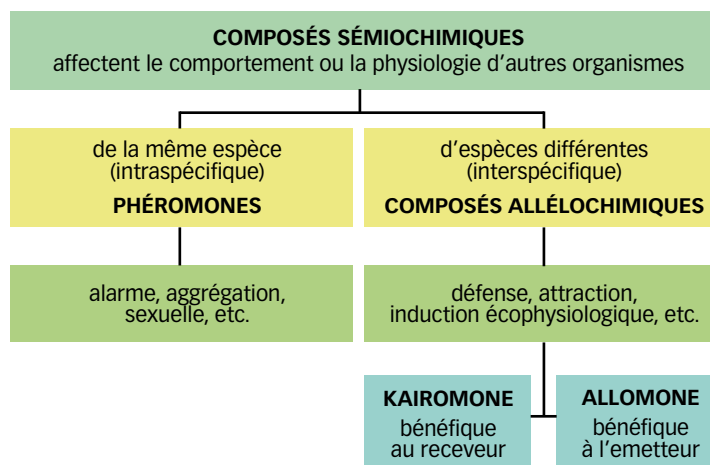 COMPOSÉS SÉMIOCHIMIQUES
affectent le comportement ou la physiologie d'autres organismes
de la même espèce
(intraspécifique)
PHÉROMONES
d'espèces différentes
(interspécifique)
COMPOSÉS ALLÉLOCHIMIQUES
alarme, aggrégation,
sexuelle, etc.
défense, attraction,
induction écophysiologique, etc.
KAIROMONE
bénéfique
au receveur
ALLOMONE
bénéfique
à l'emetteur